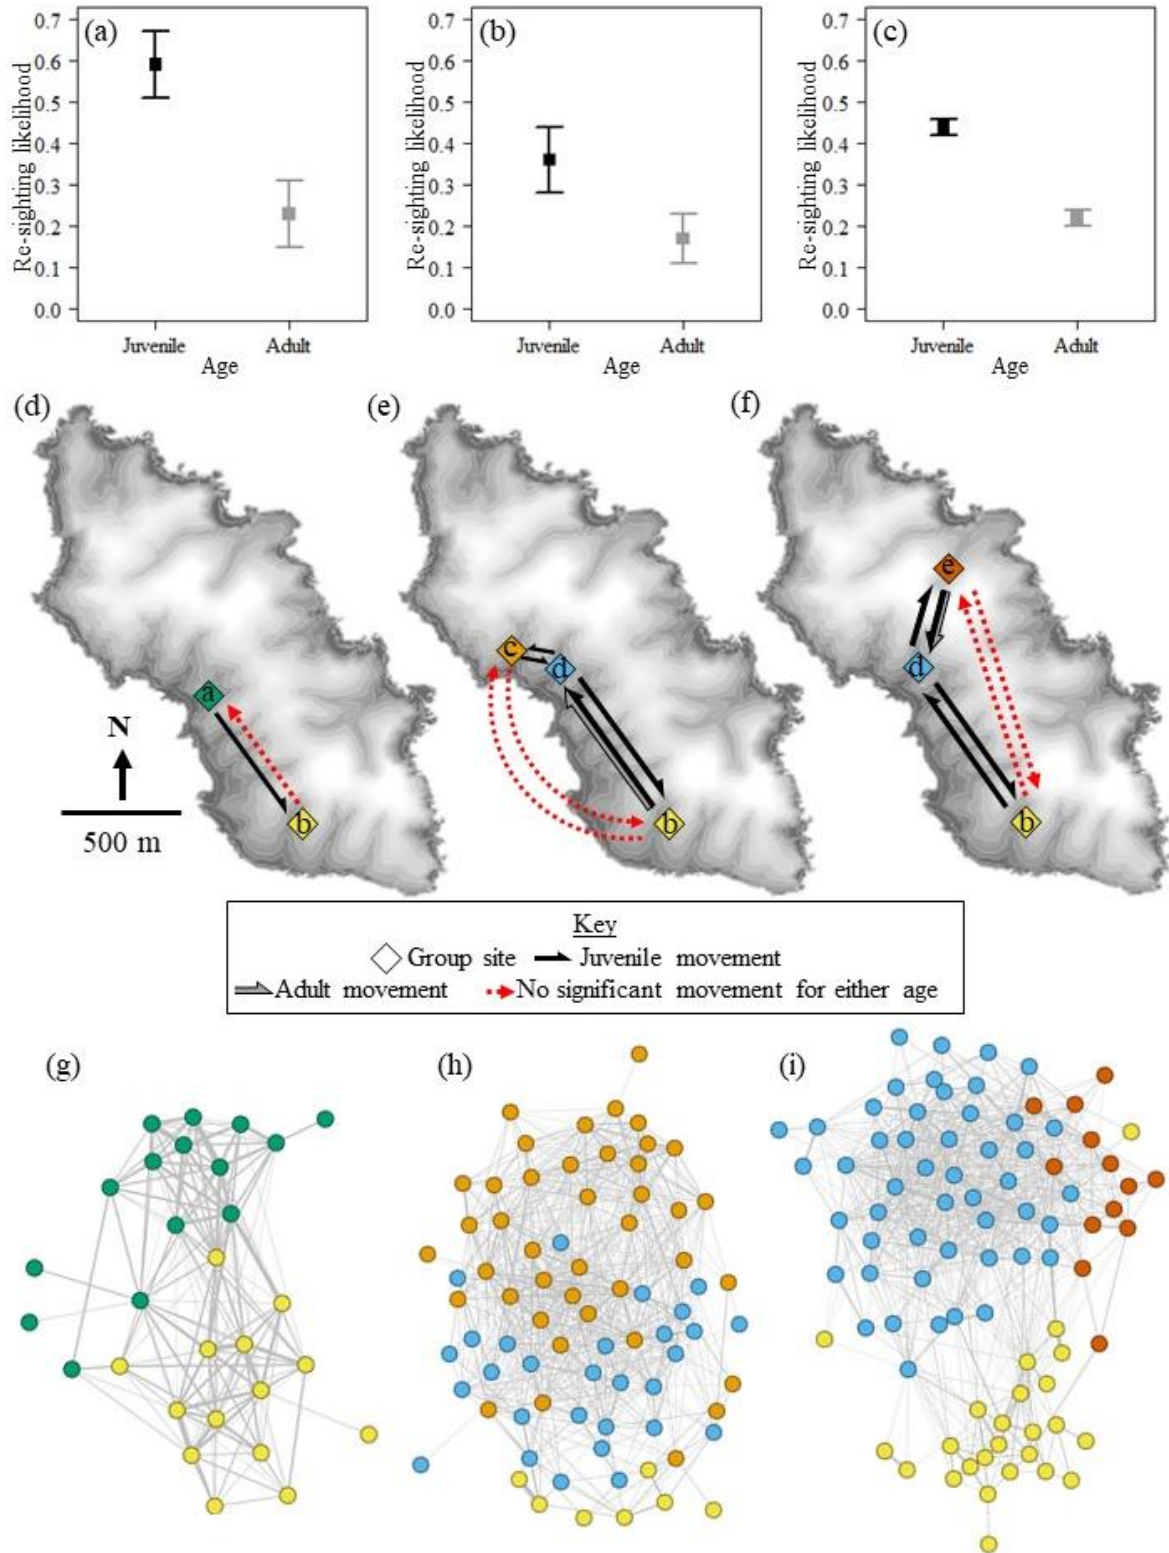 (a)
Re-sighting likelihood
0.7
0.6
0.5
0.4
0.3
0.2
0.1
0.0
Juvenile Adult
Age
(b)
Re-sighting likelihood
0.7
0.6
0.5
0.4
0.3
0.2
0.1
0.0
Juvenile Adult
Age
(c)
Re-sighting likelihood
0.7
0.6
0.5
0.4
0.3
0.2
0.1
0.0
Juvenile Adult
Age
(d)
a
b
N
500 m
(e)
c
d
b
(f)
e
d
b
Key
Group site Juvenile movement
Adult movement No significant movement for either age
(g)
(h)
(i)